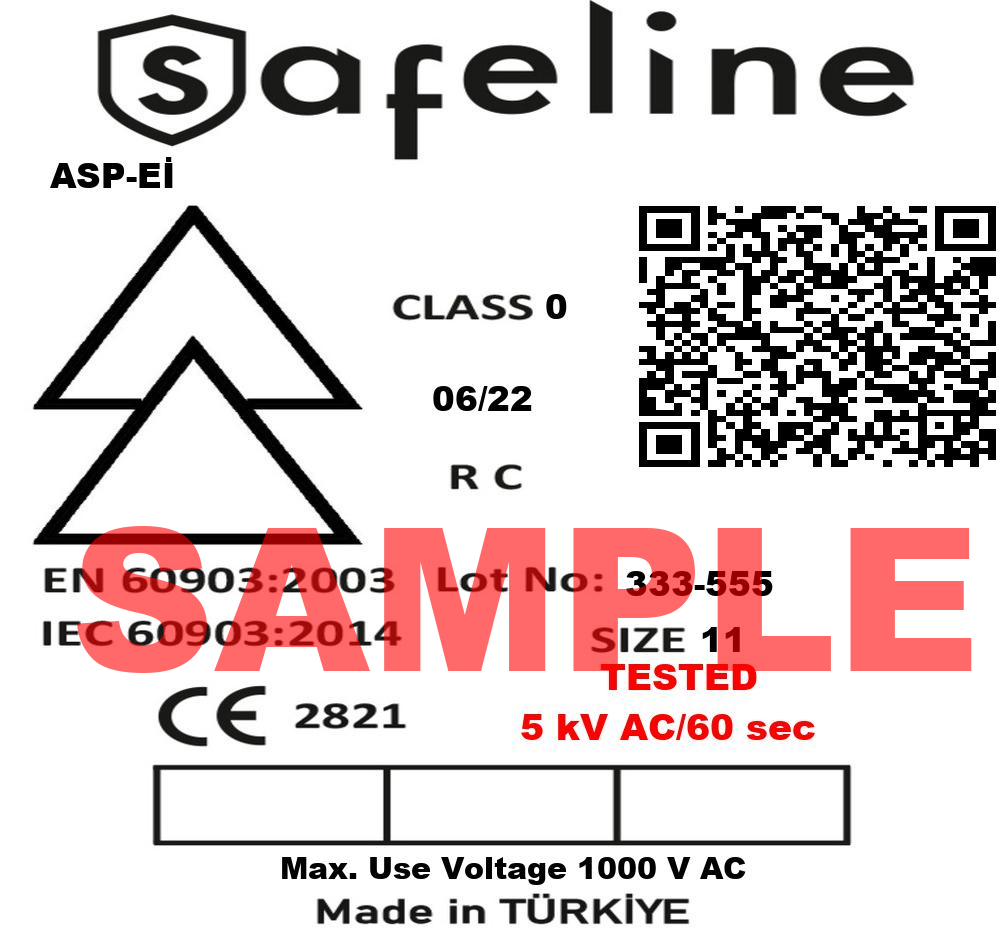 Safeline
ASP-Eİ
CLASS 0
06/22
R C
SAMPLE
EN 60903:2003 Lot No: 333-555
IEC 60903:2014 SIZE 11
TESTED
CE 2821 5 kV AC/60 sec
Max. Use Voltage 1000 V AC
Made in TÜRKİYE